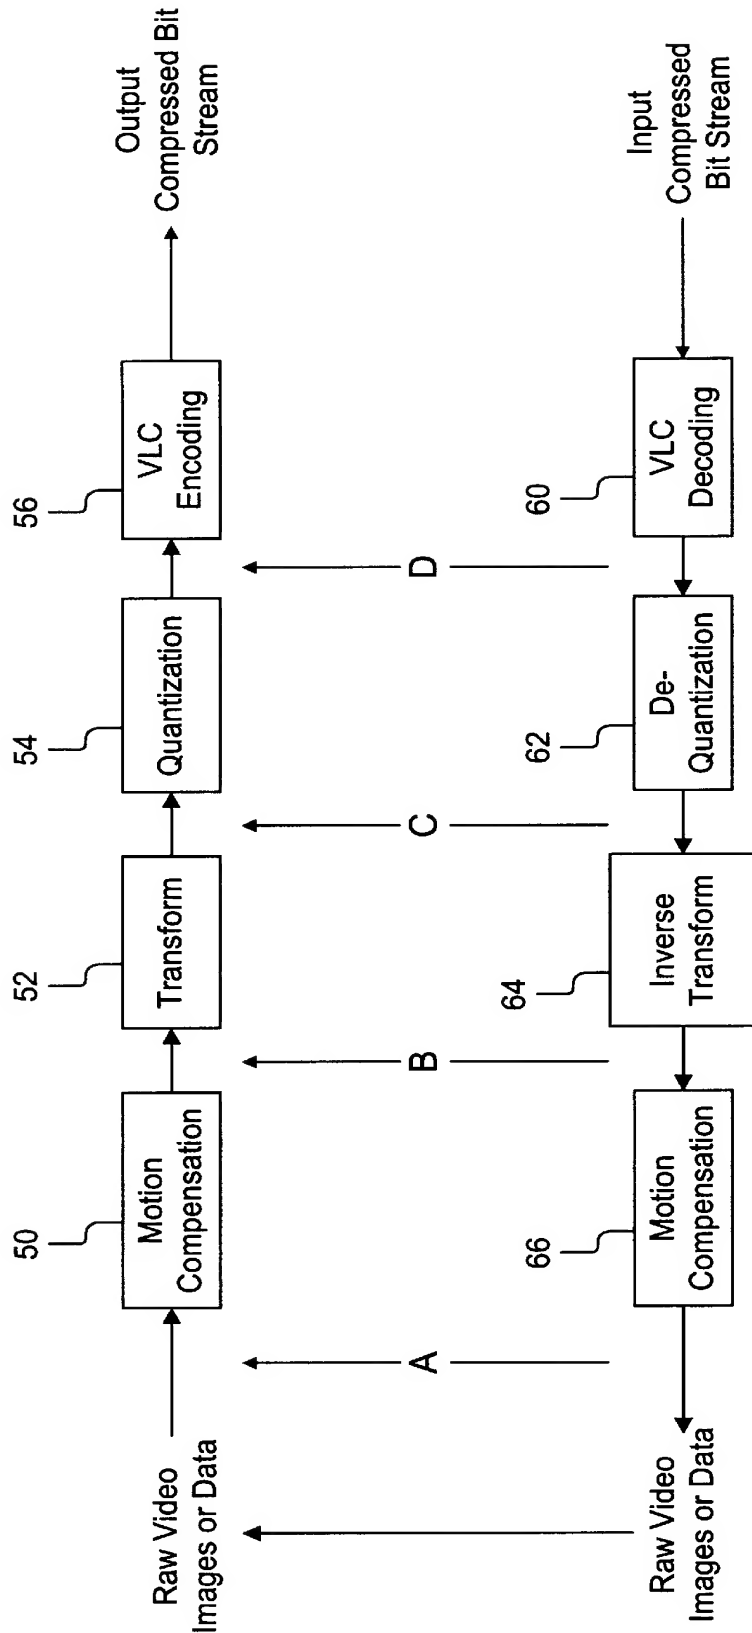 Raw Video
Images or Data
50
Motion
Compensation
52
Transform
54
Quantization
56
VLC
Encoding
Output
Compressed Bit
Stream
A
B
C
D
Raw Video
Images or Data
66
Motion
Compensation
64
Inverse
Transform
62
De-
Quantization
60
VLC
Decoding
Input
Compressed
Bit Stream